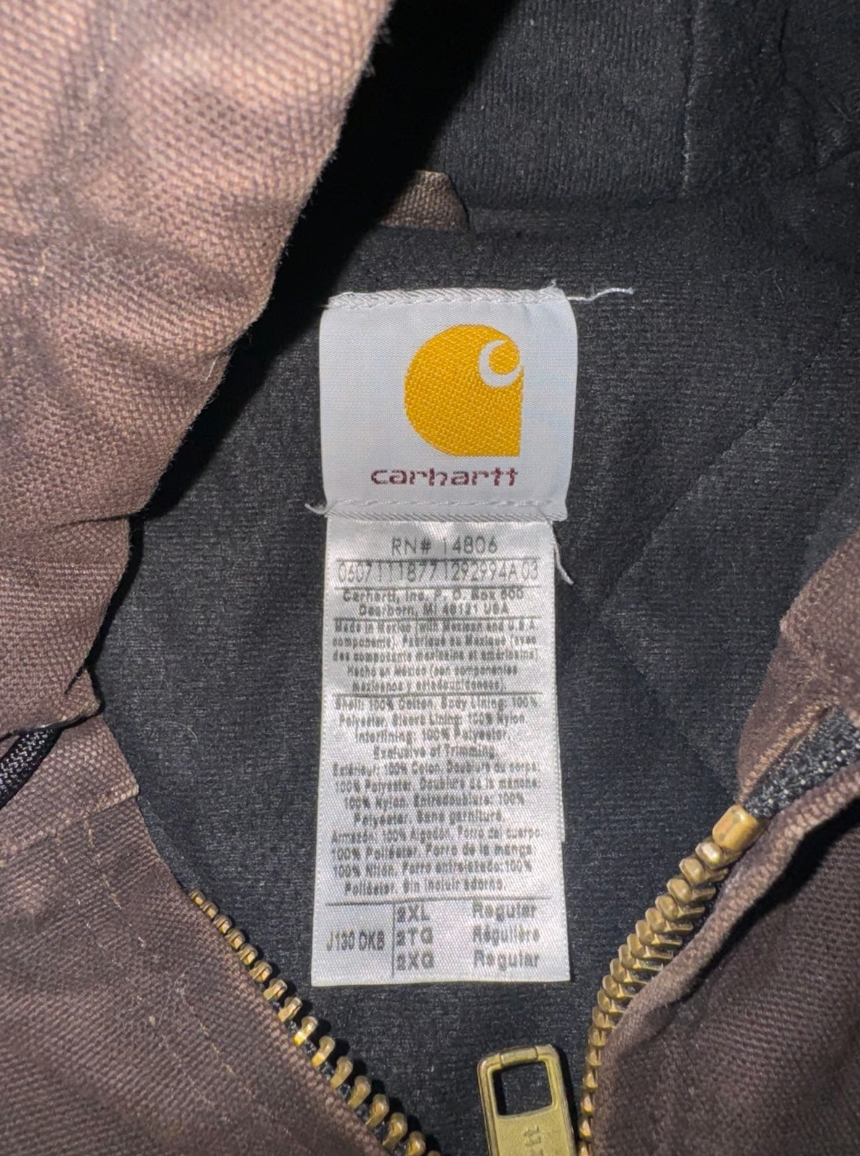 carhartt
RN# 14806
06071118771292994A 03
Carhartt, Inc. P. O. Box 600
Dearborn, MI 48121 USA
Made in Mexico (with Mexican and U.S.A.
components). Fabriqué au Mexique (avec
des composants mexicains et américains)
Hecho en México (con componentes
mexicanos y estadounidenses).
Shell: 100% Cotton, Body Lining: 100%
Polyester, Sleeve Lining: 100% Nylon
Interlining: 100% Polyester
Exclusive of Trimming.
Extérieur: 100% Coton. Doublure du corps:
100% Polyester. Doublure de la manche:
100% Nylon. Entredoublure: 100%
Polyester. Sans garniture.
Armazón: 100% Algodón, Forro del cuerpo:
100% Poliéster. Forro de la manga
100% Nilón. Forro entrelazado:100%
Poliéster. Sin incluir adorno.
J130 DKB
2XL Regular
2TG Régulière
2XG Regular